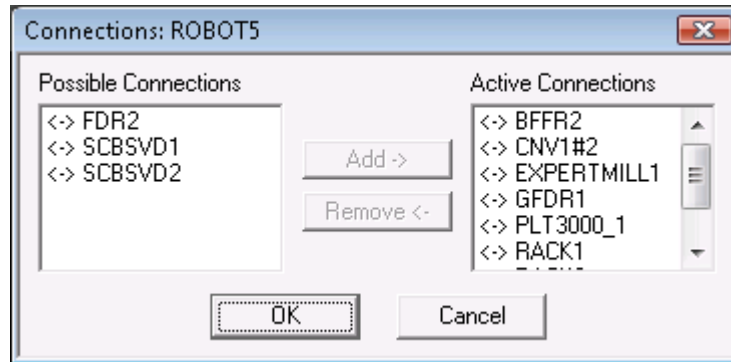 Connections: ROBOT5
Possible Connections
<-> FDR2
<-> SCBSVD1
<-> SCBSVD2
Add ->
Remove <-
Active Connections
<-> BFFR2
<-> CNV1#2
<-> EXPERTMILL1
<-> GFDR1
<-> PLT3000_1
<-> RACK1
OK
Cancel